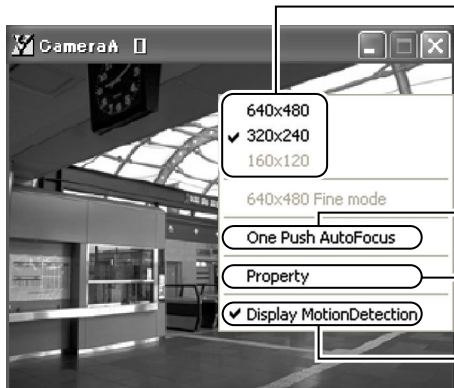 CameraA []
640x480
✓ 320x240
160x120
640x480 Fine mode
One Push AutoFocus
Property
✓ Display MotionDetection